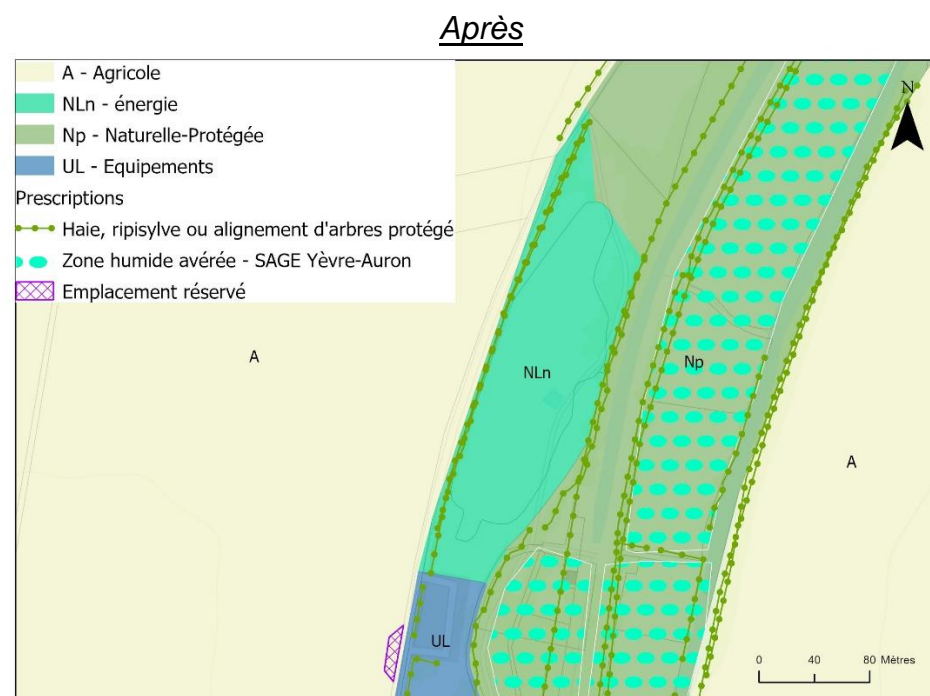 Après
A - Agricole
NLn - énergie
Np - Naturelle-Protégée
UL - Equipements
Prescriptions
Haie, ripisylve ou alignement d'arbres protégé
Zone humide avérée - SAGE Yèvre-Auron
Emplacement réservé
N
A
NLn
Np
A
UL
0 40 80 Mètres